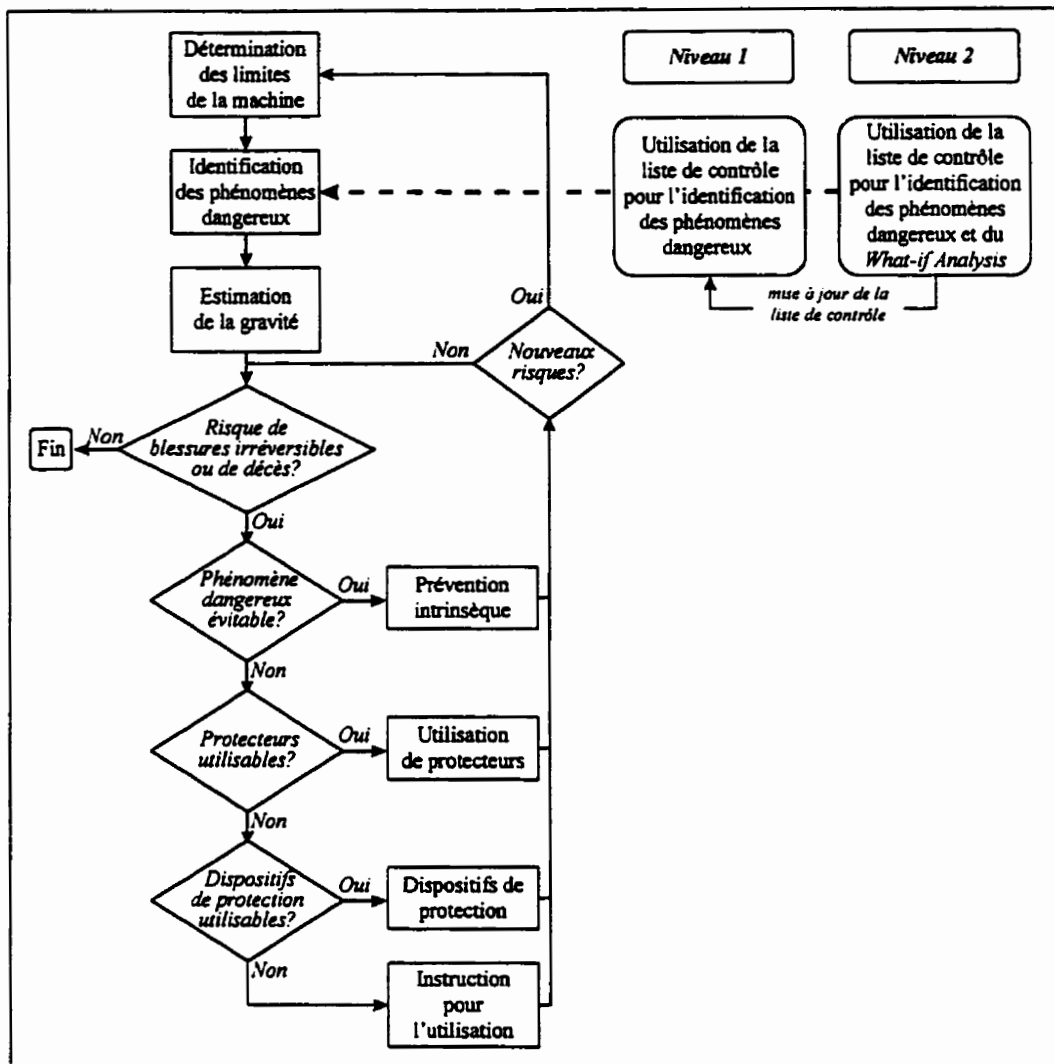 Détermination
des limites
de la machine
Niveau 1
Niveau 2
Identification
des phénomènes
dangereux
Utilisation de la
liste de contrôle
pour l'identification
des phénomènes
dangereux
Utilisation de la
liste de contrôle
pour l'identification
des phénomènes
dangereux et du
What-if Analysis
mise à jour de la
liste de contrôle
Estimation
de la gravité
Oui
Non
Nouveaux
risques?
Fin
Non
Risque de
blessures irréversibles
ou de décès?
Oui
Phénomène
dangereux
évitable?
Oui
Prévention
intrinsèque
Non
Protecteurs
utilisables?
Oui
Utilisation
de protecteurs
Non
Dispositifs
de protection
utilisables?
Oui
Dispositifs de
protection
Non
Instruction
pour
l'utilisation